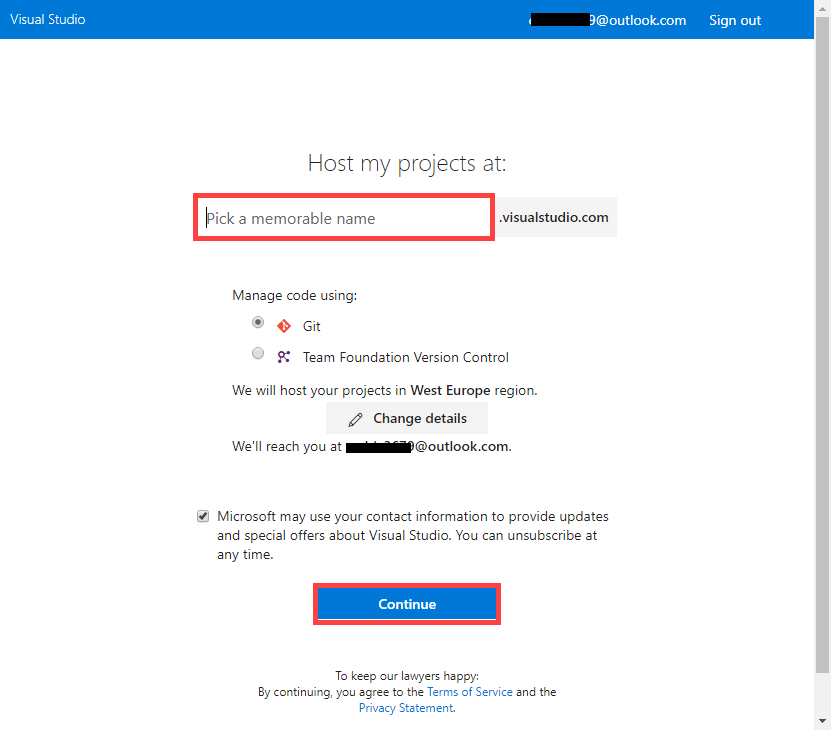 Visual Studio
9@outlook.com Sign out
Host my projects at:
Pick a memorable name .visualstudio.com
Manage code using:
Git
Team Foundation Version Control
We will host your projects in West Europe region.
Change details
We'll reach you at 9@outlook.com.
Microsoft may use your contact information to provide updates
and special offers about Visual Studio. You can unsubscribe at
any time.
Continue
To keep our lawyers happy:
By continuing, you agree to the Terms of Service and the
Privacy Statement.